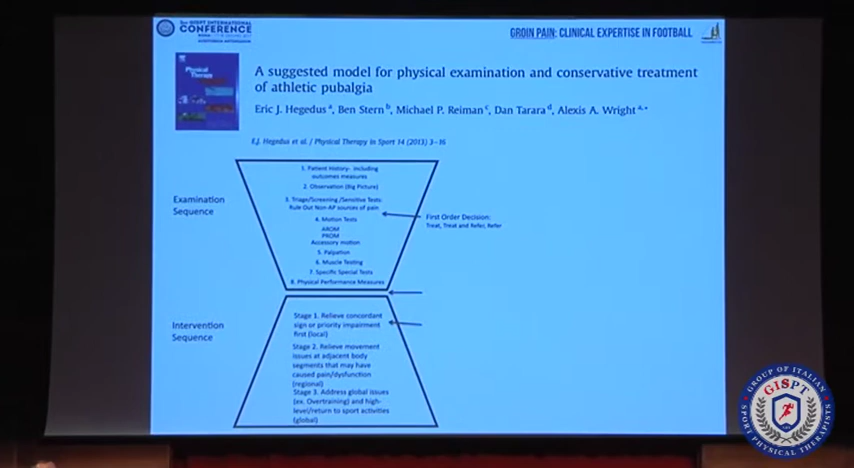 GISPT INTERNATIONAL
CONFERENCE
GROIN PAIN: CLINICAL EXPERTISE IN FOOTBALL
Physical
Therapy
A suggested model for physical examination and conservative treatment
of athletic pubalgia
Eric J. Hegedus a, Ben Stern b, Michael P. Reiman c, Dan Tarara d, Alexis A. Wright a,*
E.J. Hegedus et al. / Physical Therapy in Sport 14 (2013) 3–16
Examination
Sequence
1. Patient History- including
outcomes measures
2. Observation (Big Picture)
3. Triage/Screening /Sensitive Tests:
Rule Out Non-AP sources of pain
4. Motion Tests
AROM
PROM
Accessory motion
5. Palpation
6. Muscle Testing
7. Specific Special Tests
8. Physical Performance Measures
First Order Decision:
Treat, Treat and Refer, Refer
Intervention
Sequence
Stage 1. Relieve concordant
sign or priority impairment
first (local)
Stage 2. Relieve movement
issues at adjacent body
segments that may have
caused pain/dysfunction
(regional)
Stage 3. Address global issues
(ex. Overtraining) and high-
level/return to sport activities
(global)
GROUP OF ITALIAN
GISPT
SPORT PHYSICAL THERAPISTS